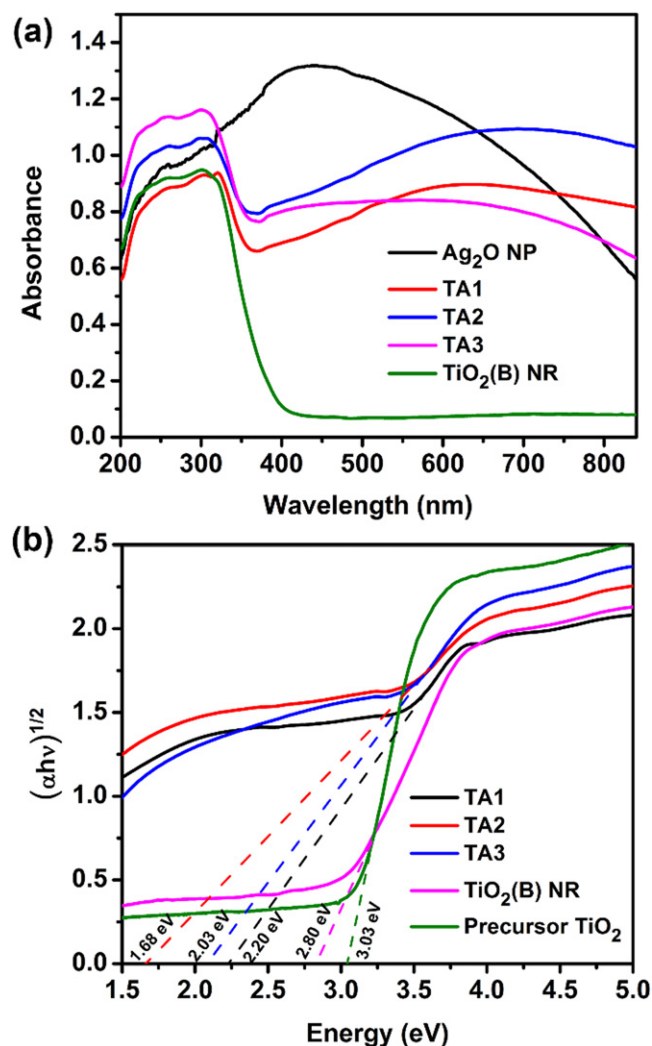 (a)
1.4
1.2
1.0
0.8
0.6
0.4
0.2
0.0
Absorbance
Ag₂O NP
TA1
TA2
TA3
TiO₂(B) NR
200 300 400 500 600 700 800
Wavelength (nm)
(b)
2.5
2.0
1.5
1.0
0.5
0.0
(αhν)^1/2
TA1
TA2
TA3
TiO₂(B) NR
Precursor TiO₂
1.68 eV
2.03 eV
2.20 eV
2.80 eV
3.03 eV
1.5 2.0 2.5 3.0 3.5 4.0 4.5 5.0
Energy (eV)